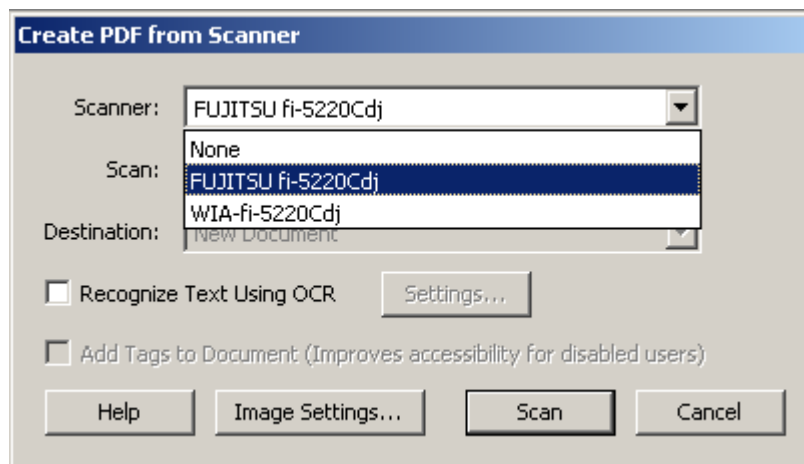 Create PDF from Scanner
Scanner: FUJITSU fi-5220Cdj
None
Scan: FUJITSU fi-5220Cdj
WIA-fi-5220Cdj
Destination: New Document
Recognize Text Using OCR Settings...
Add Tags to Document (Improves accessibility for disabled users)
Help Image Settings... Scan Cancel